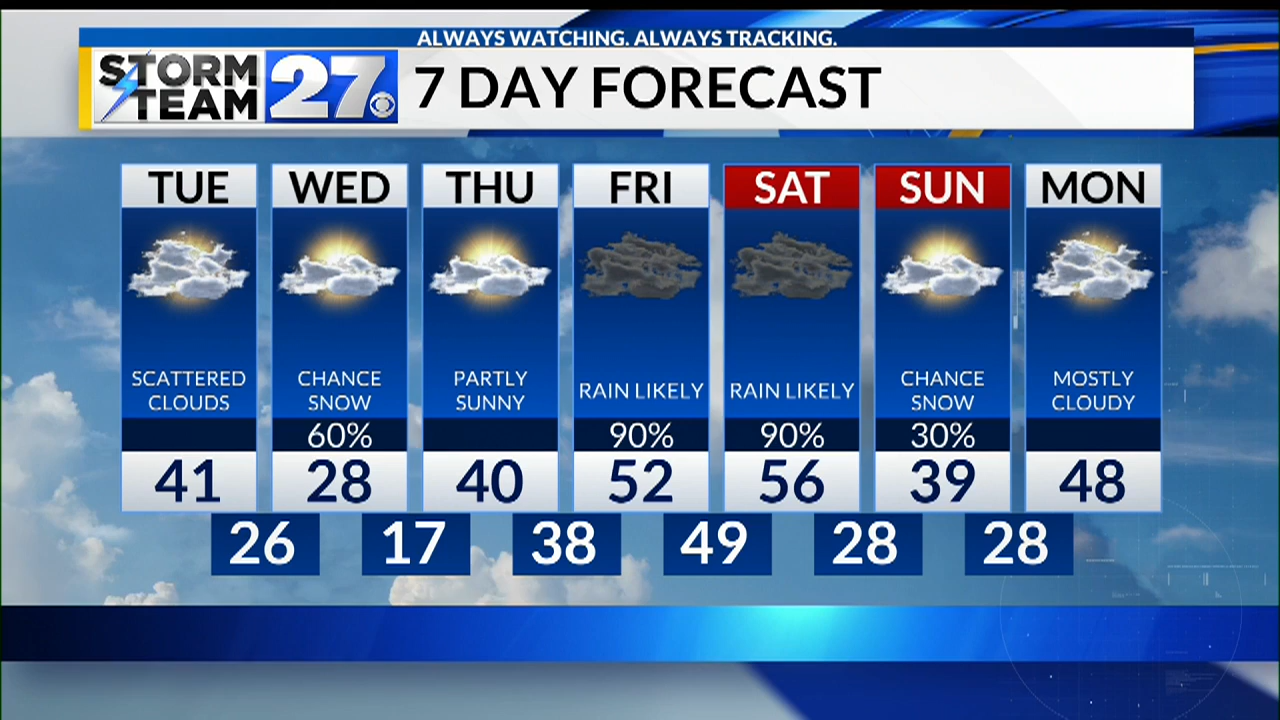 ALWAYS WATCHING. ALWAYS TRACKING.
STORM
TEAM
27
7 DAY FORECAST
TUE WED THU FRI SAT SUN MON
SCATTERED CLOUDS
CHANCE SNOW
PARTLY SUNNY
RAIN LIKELY
RAIN LIKELY
CHANCE SNOW
MOSTLY CLOUDY
60% 90% 90% 30%
41 28 40 52 56 39 48
26 17 38 49 28 28